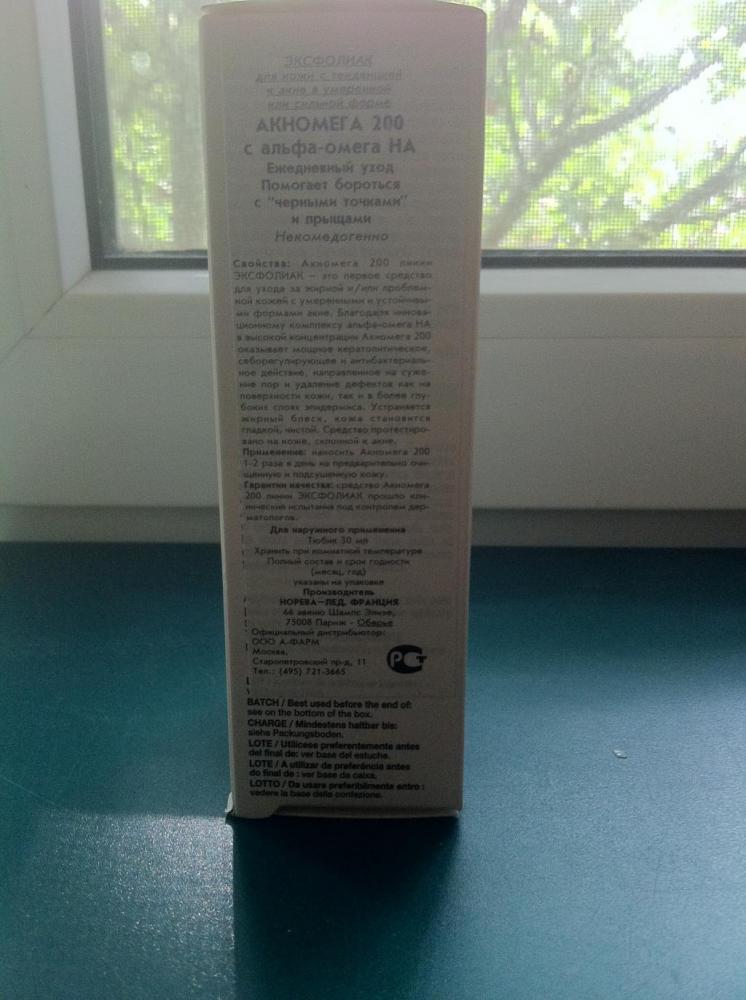 ЭКСФОЛИАК
для кожи с тенденцией
к акне в умеренной
или сильной форме
АКНОМЕГА 200
с альфа-омега НА
Ежедневный уход
Помогает бороться
с "черными точками"
и прыщами
Некомедогенно
Свойства: Акномега 200 линии
ЭКСФОЛИАК — это первое средство
для ухода за жирной и/или проблем-
ной кожей с умеренными и устойчивы-
ми формами акне. Благодаря иннова-
ционному комплексу альфа-омега НА
в высокой концентрации Акномега 200
оказывает мощное кератолитическое,
себорегулирующее и антибактериаль-
ное действие, направленное на суже-
ние пор и удаление дефектов как на
поверхности кожи, так и в более глу-
боких слоях эпидермиса. Устраняется
жирный блеск, кожа становится
гладкой, чистой. Средство протестиро-
вано на коже, склонной к акне.
Применение: наносить Акномега 200
1-2 раза в день на предварительно очи-
щенную и подсушенную кожу.
Гарантии качества: средство Акномега
200 линии ЭКСФОЛИАК прошло кли-
нические испытания под контролем дер-
матологов.
Для наружного применения
Тюбик 30 мл
Хранить при комнатной температуре
Полный состав и срок годности
(месяц, год)
указаны на упаковке
Производитель
НОРЕВА—ЛЕД, ФРАНЦИЯ
66 авеню Шампс Элизе,
75008 Париж - Оберье
Официальный дистрибьютор:
ООО А-ФАРМ
Москва,
Старопетровский пр-д, 11
Тел.: (495) 721-3665
РСТ
BATCH / Best used before the end of:
see on the bottom of the box.
CHARGE / Mindestens haltbar bis:
siehe Packungsboden.
LOTE / Utilicese preferentemente antes
del final de: ver base del estuche.
LOTE / A utilizar de preferência antes
do final de : ver base da caixa.
LOTTO / Da usare preferibilmente entro :
vedere la base della confezione.